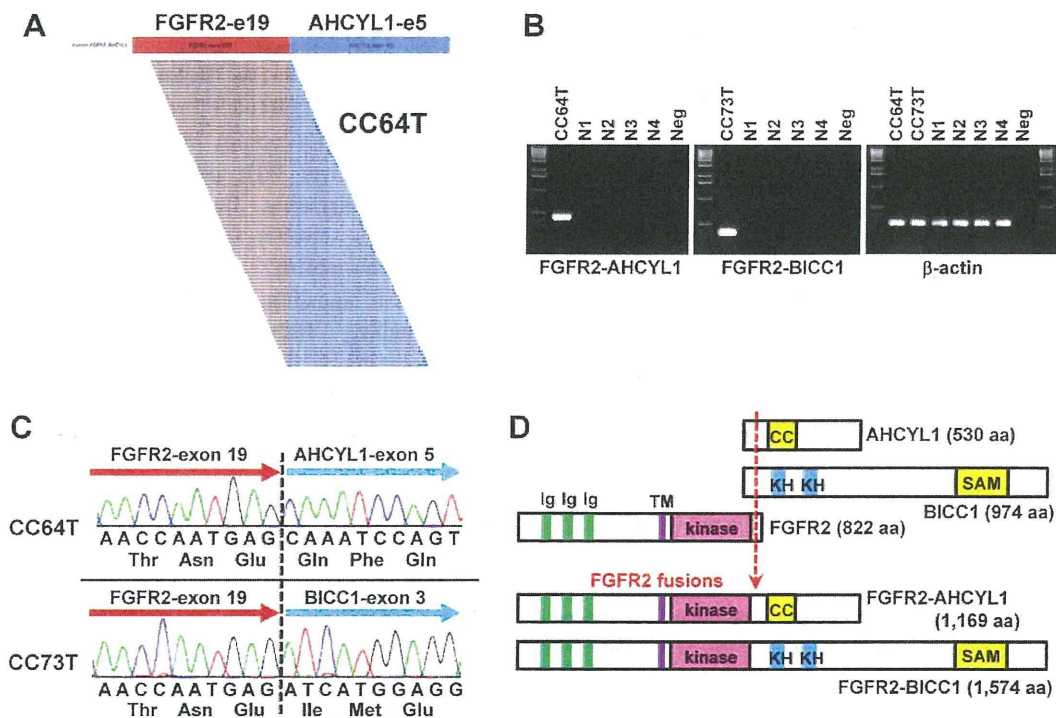 A
FGFR2-e19 AHCYL1-e5
CC64T
B
CC64T N1 N2 N3 N4 Neg
CC73T N1 N2 N3 N4 Neg
CC64T CC73T N1 N2 N3 N4 Neg
FGFR2-AHCYL1 FGFR2-BICC1 β-actin
C
FGFR2-exon 19 AHCYL1-exon 5
CC64T
A A C C A A T G A G C A A A T C C A G T
Thr Asn Glu Gln Phe Gln
FGFR2-exon 19 BICC1-exon 3
CC73T
A A C C A A T G A G A T C A T G G A G G
Thr Asn Glu Ile Met Glu
D
CC
AHCYL1 (530 aa)
KH KH SAM
BICC1 (974 aa)
Ig Ig Ig TM
kinase FGFR2 (822 aa)
FGFR2 fusions
kinase CC FGFR2-AHCYL1
(1,169 aa)
kinase KH KH SAM
FGFR2-BICC1 (1,574 aa)